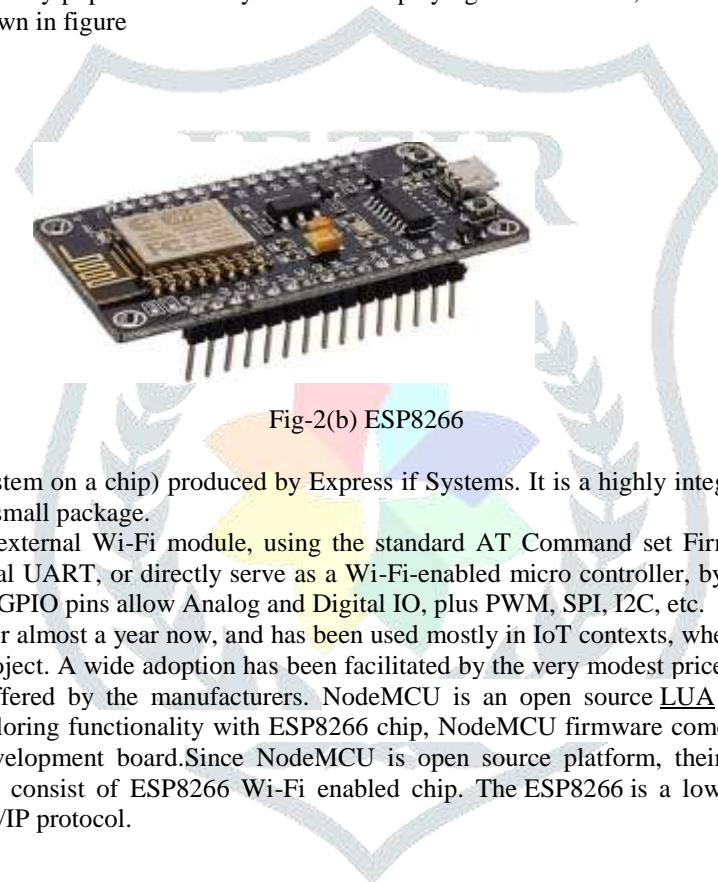 wn in figure
JETIR
Fig-2(b) ESP8266
stem on a chip) produced by Express if Systems. It is a highly integ
small package.
external Wi-Fi module, using the standard AT Command set Firm
al UART, or directly serve as a Wi-Fi-enabled micro controller, by
GPIO pins allow Analog and Digital IO, plus PWM, SPI, I2C, etc.
r almost a year now, and has been used mostly in IoT contexts, whe
oject. A wide adoption has been facilitated by the very modest price
ffered by the manufacturers. NodeMCU is an open source LUA
loring functionality with ESP8266 chip, NodeMCU firmware come
velopment board.Since NodeMCU is open source platform, their
consist of ESP8266 Wi-Fi enabled chip. The ESP8266 is a low
/IP protocol.